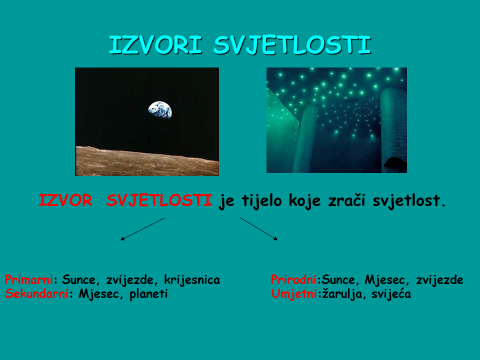 IZVORI SVJETLOSTI
IZVOR SVJETLOSTI je tijelo koje zrači svjetlost.
Primarni: Sunce, zvijezde, krijesnica
Sekundarni: Mjesec, planeti
Prirodni:Sunce, Mjesec, zvijezde
Umjetni:žarulja, svijeća